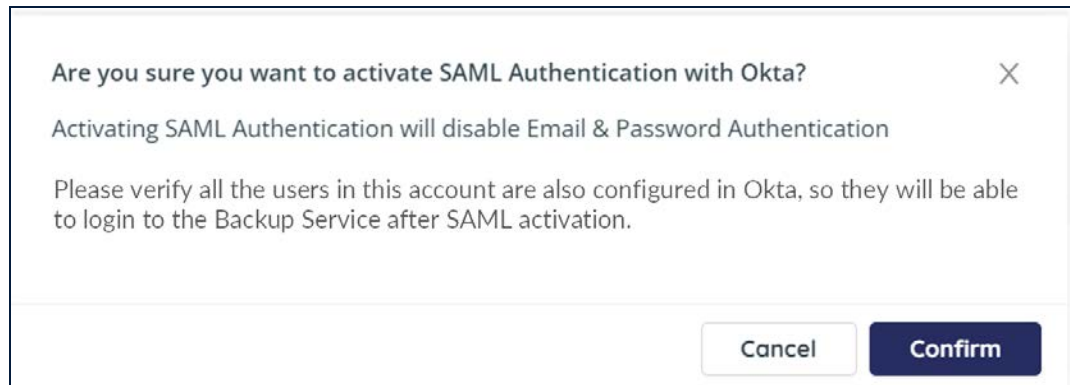 Are you sure you want to activate SAML Authentication with Okta?
Activating SAML Authentication will disable Email & Password Authentication
Please verify all the users in this account are also configured in Okta, so they will be able
to login to the Backup Service after SAML activation.
Cancel
Confirm